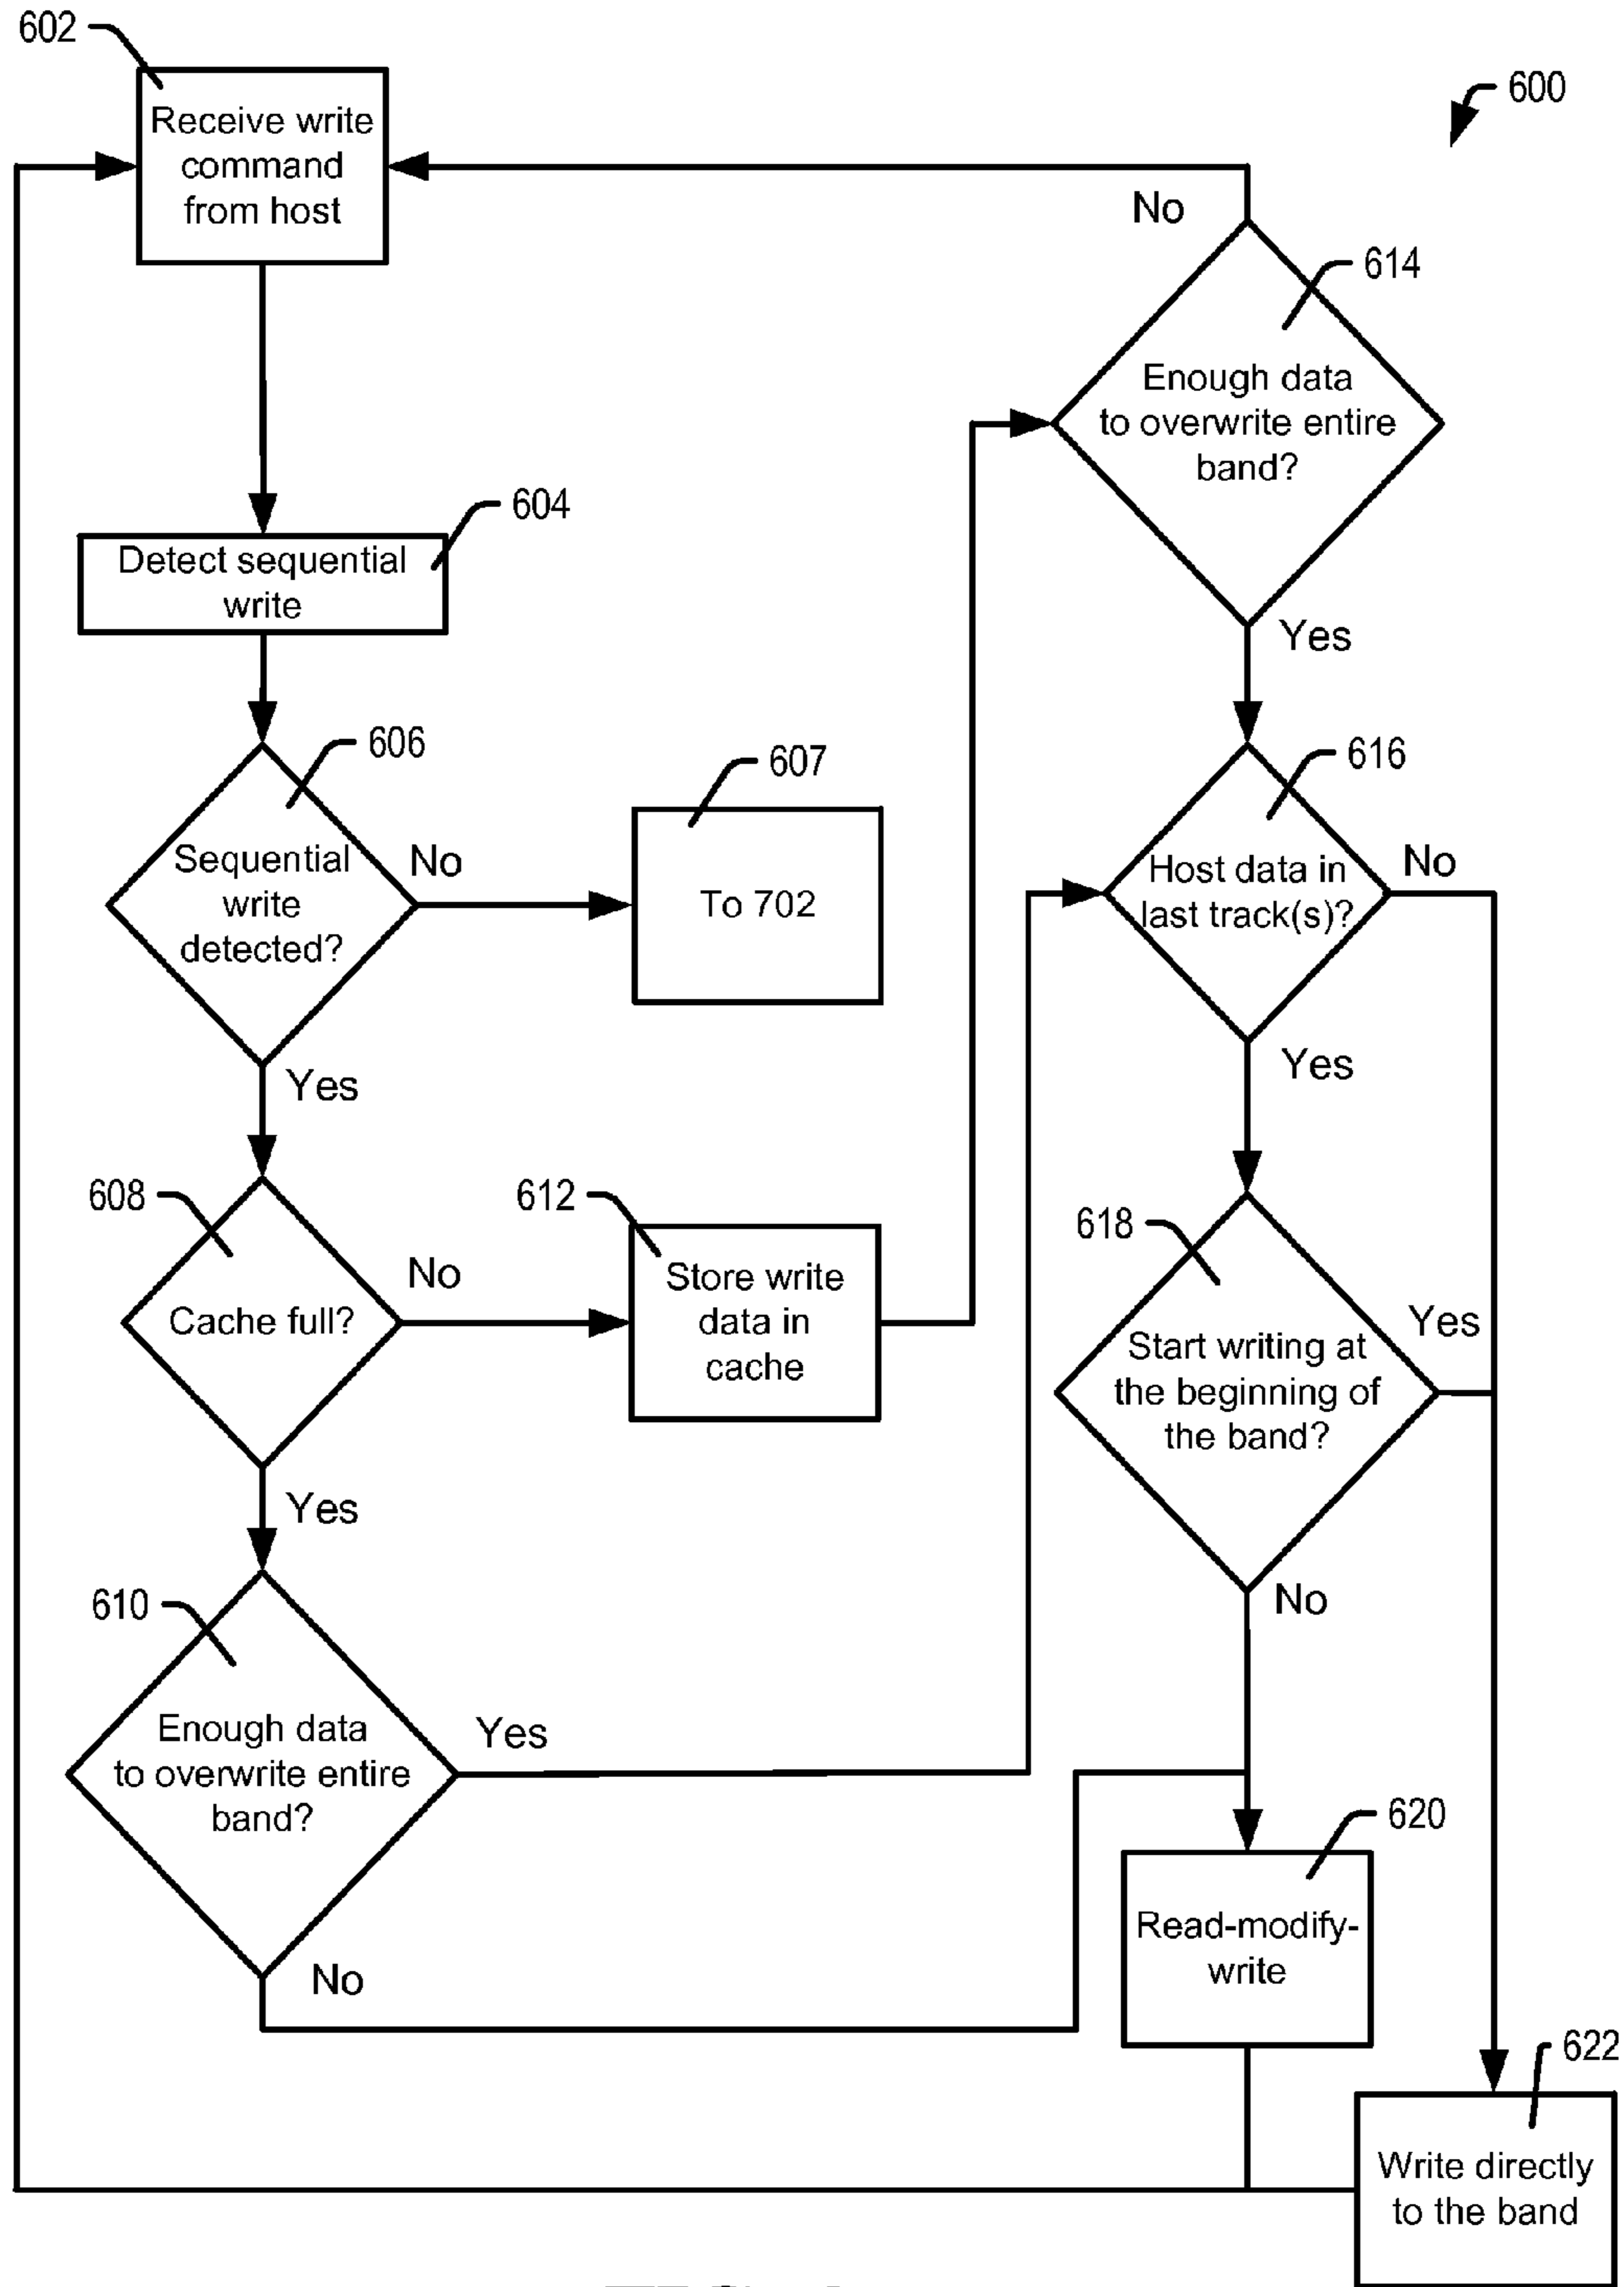 602
Receive write
command
from host
600
No
614
Enough data
to overwrite entire
band?
Yes
604
Detect sequential
write
606
Sequential
write
detected?
No
607
To 702
616
Host data in
last track(s)?
No
Yes
Yes
608
Cache full?
No
612
Store write
data in
cache
618
Start writing at
the beginning of
the band?
Yes
No
Yes
610
Enough data
to overwrite entire
band?
Yes
No
620
Read-modify-
write
622
Write directly
to the band